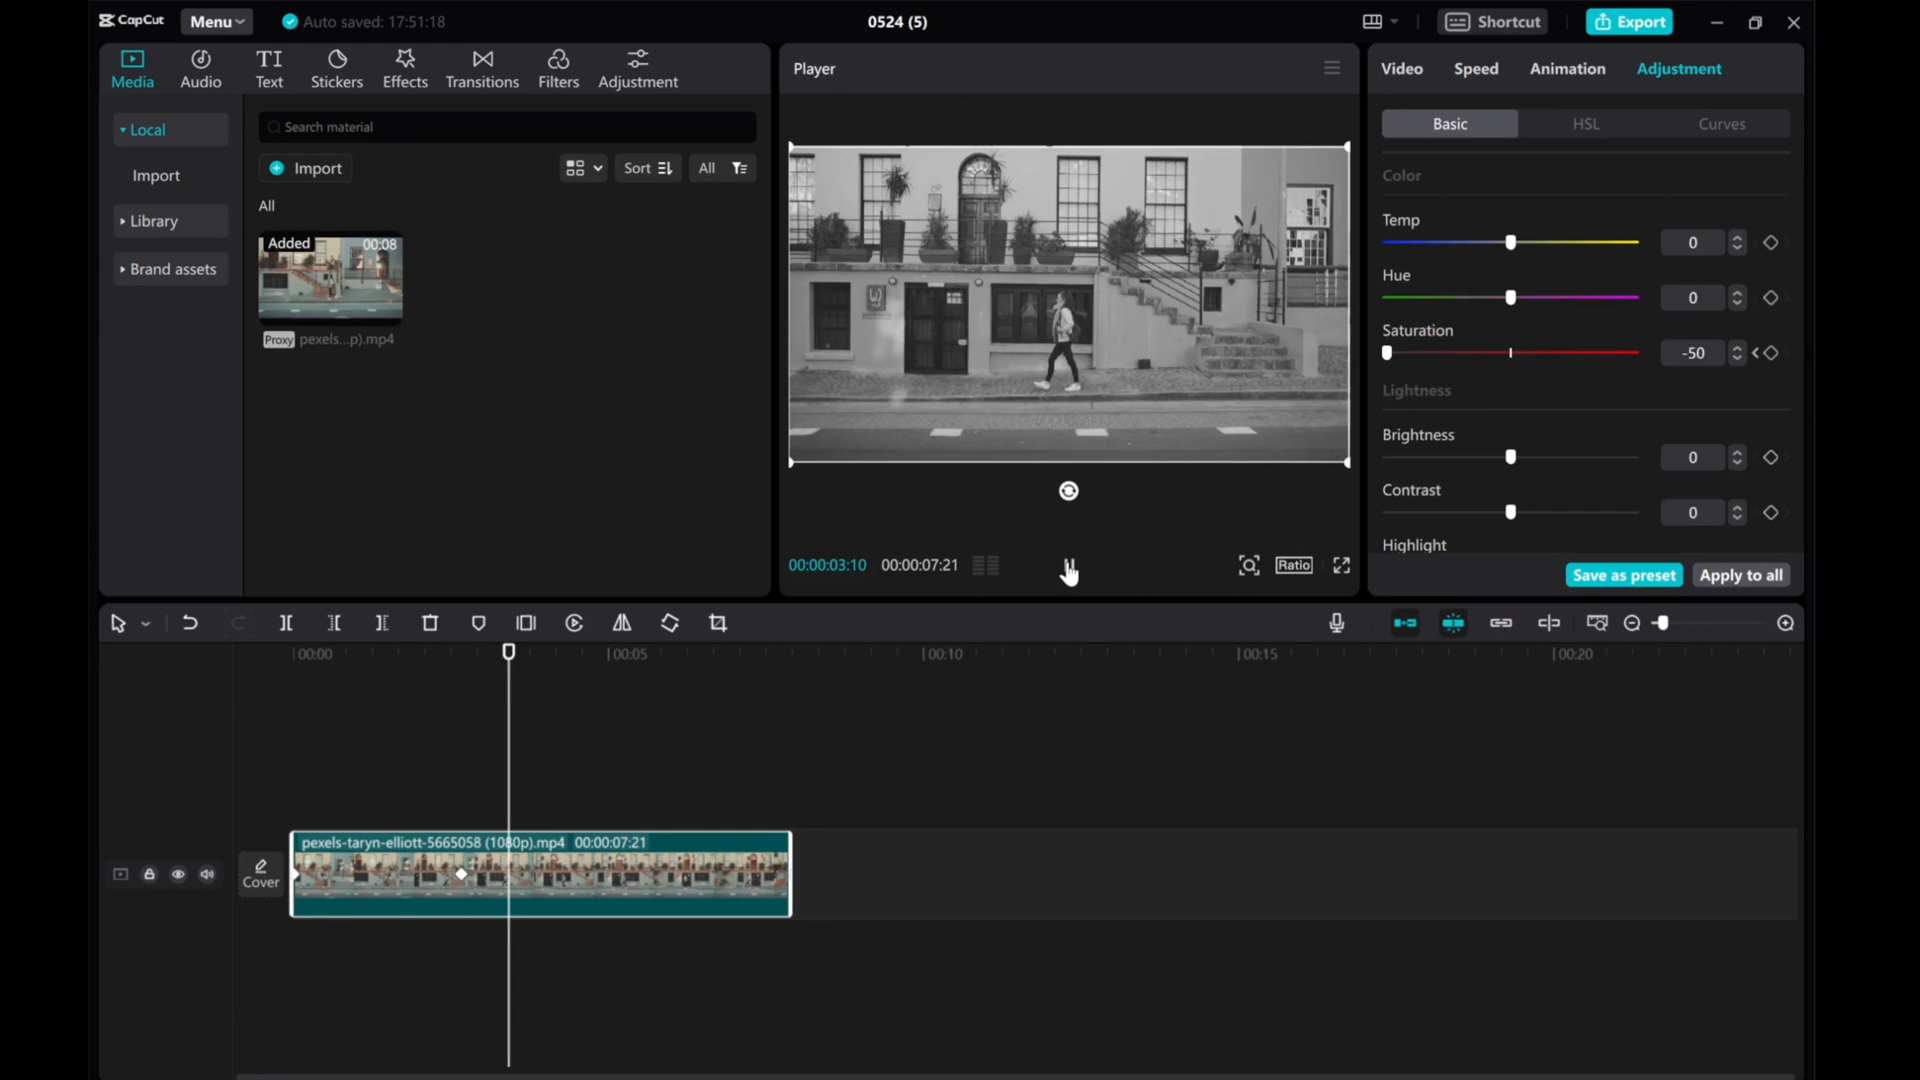 CapCut
Menu
Auto saved: 17:51:18
0524 (5)
Shortcut
Export
Media
Audio
Text
Stickers
Effects
Transitions
Filters
Adjustment
Local
Import
Library
Brand assets
Search material
Import
Sort
All
All
Added
00:08
Proxy
pexels...p).mp4
Player
00:00:03:10
00:00:07:21
Ratio
Video
Speed
Animation
Adjustment
Basic
HSL
Curves
Color
Temp
0
Hue
0
Saturation
-50
Lightness
Brightness
0
Contrast
0
Highlight
Save as preset
Apply to all
00:00
00:05
00:10
00:15
00:20
Cover
pexels-taryn-elliott-5665058 (1080p).mp4 00:00:07:21